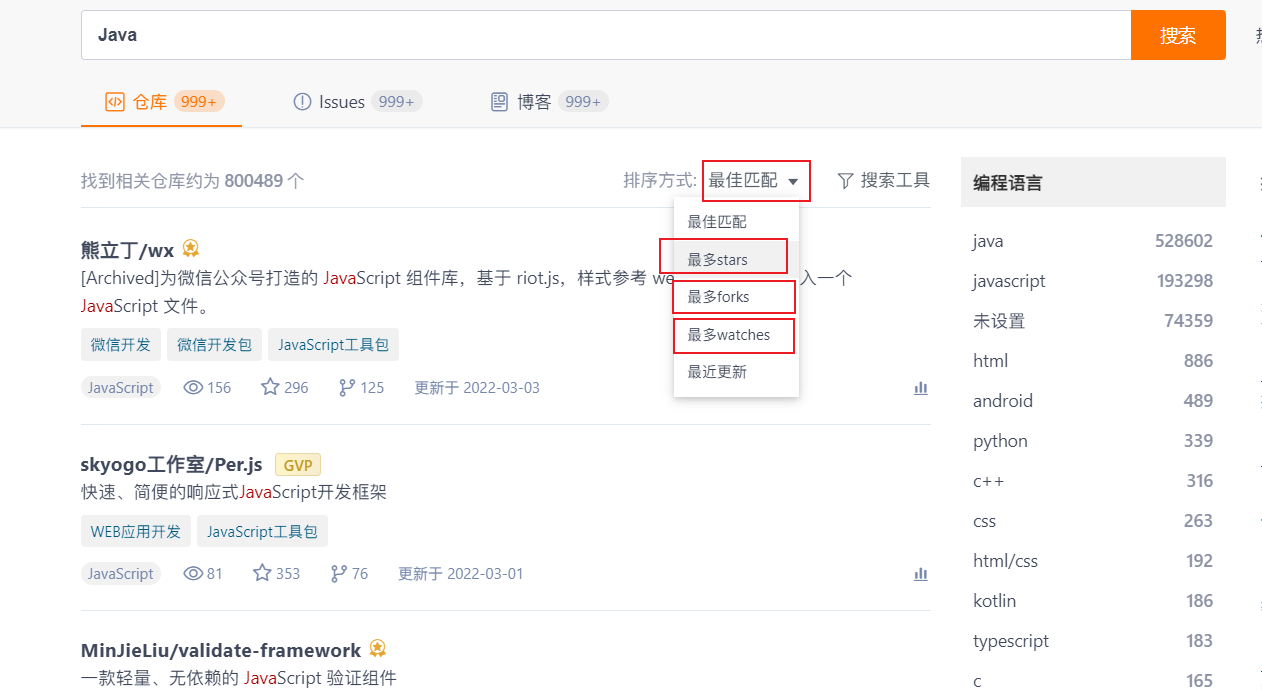 Java
搜索
仓库 999+
Issues 999+
博客 999+
找到相关仓库约为 800489 个
排序方式: 最佳匹配
搜索工具
最佳匹配
最多stars
最多forks
最多watches
最近更新
熊立丁/wx
[Archived]为微信公众号打造的 JavaScript 组件库，基于 riot.js，样式参考 we 入一个
JavaScript 文件。
微信开发 微信开发包 JavaScript工具包
JavaScript 156 296 125 更新于 2022-03-03
skyogo工作室/Per.js GVP
快速、简便的响应式JavaScript开发框架
WEB应用开发 JavaScript工具包
JavaScript 81 353 76 更新于 2022-03-01
MinJieLiu/validate-framework
一款轻量、无依赖的 JavaScript 验证组件
编程语言
java 528602
javascript 193298
未设置 74359
html 886
android 489
python 339
c++ 316
css 263
html/css 192
kotlin 186
typescript 183
c 165